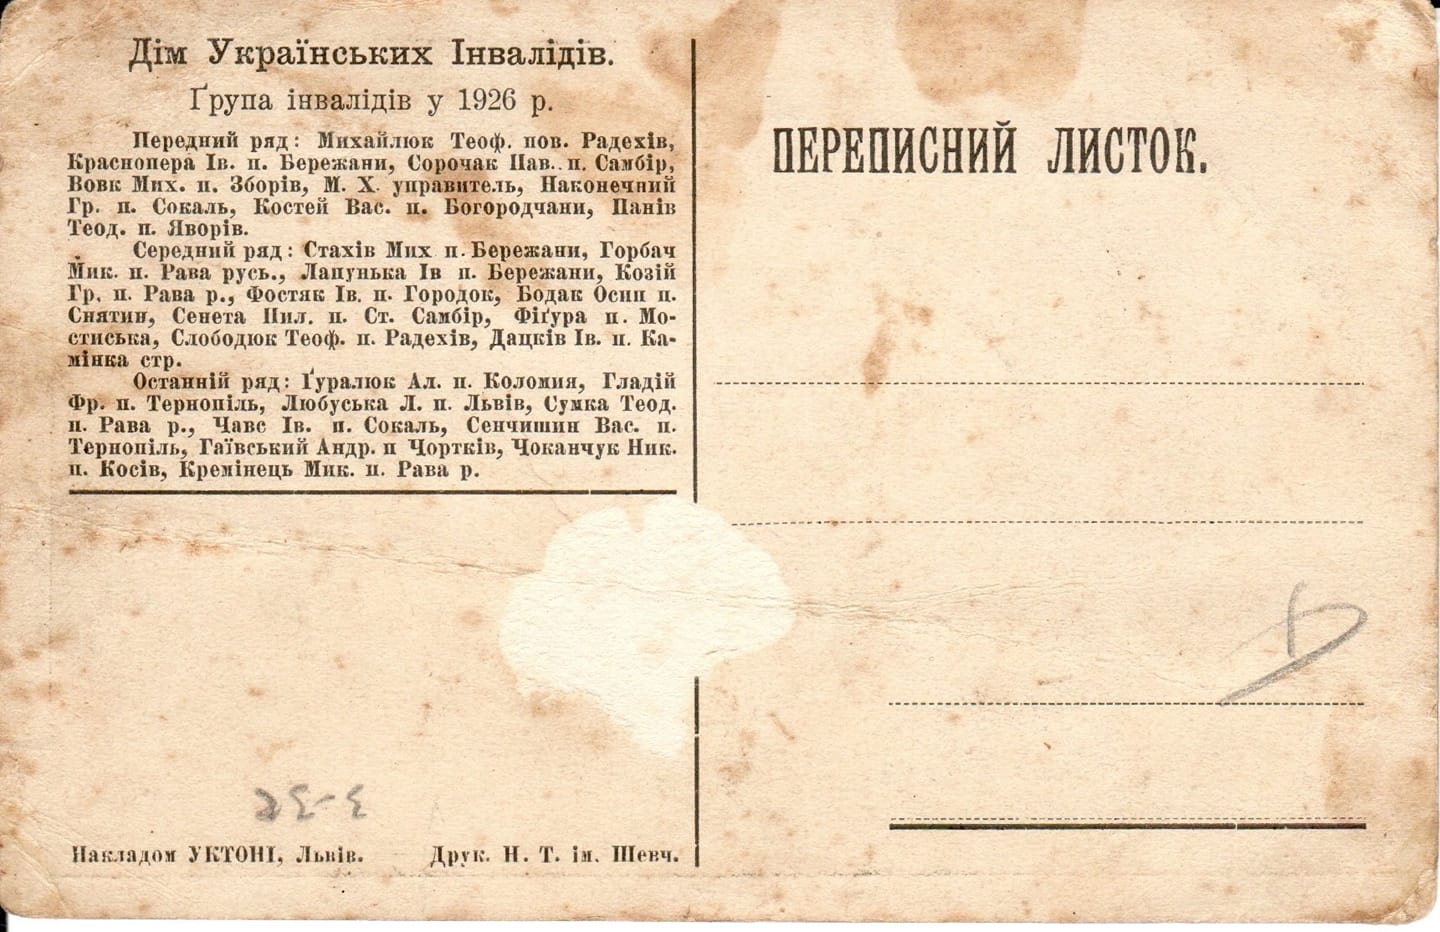 Дім Українських Інвалідів.
Ґрупа інвалідів у 1926 р.
Передний ряд: Михайлюк Теоф. пов. Радехів,
Краснопера Ів. п. Бережани, Сорочак Пав. п. Самбір,
Вовк Мих. п. Зборів, М. Х. управитель, Наконечний
Гр. п. Сокаль, Костей Вас. п. Богородчани, Панів
Теод. п. Яворів.
Середний ряд: Стахів Мих п. Бережани, Горбач
Мик. п. Рава русь., Лапунька Ів п. Бережани, Козій
Гр. п. Рава р., Фостяк Ів. п. Городок, Бодак Осип п.
Снятин, Сенета Пил. п. Ст. Самбір, Фіґура п. Мо-
стиська, Слободюк Теоф. п. Радехів, Дацків Ів. п. Ка-
мінка стр.
Останній ряд: Ґуралюк Ал. п. Коломия, Гладій
Фр. п. Тернопіль, Любуська Л. п. Львів, Сумка Теод.
п. Рава р., Чавс Ів. п. Сокаль, Сенчишин Вас. п.
Тернопіль, Гаївський Андр. п Чортків, Чоканчук Ник.
п. Косів, Кремінець Мик. п. Рава р.
Накладом УКТОНІ, Львів. Друк. Н. Т. ім. Шевч.
ПЕРЕПИСНИЙ ЛИСТОК.